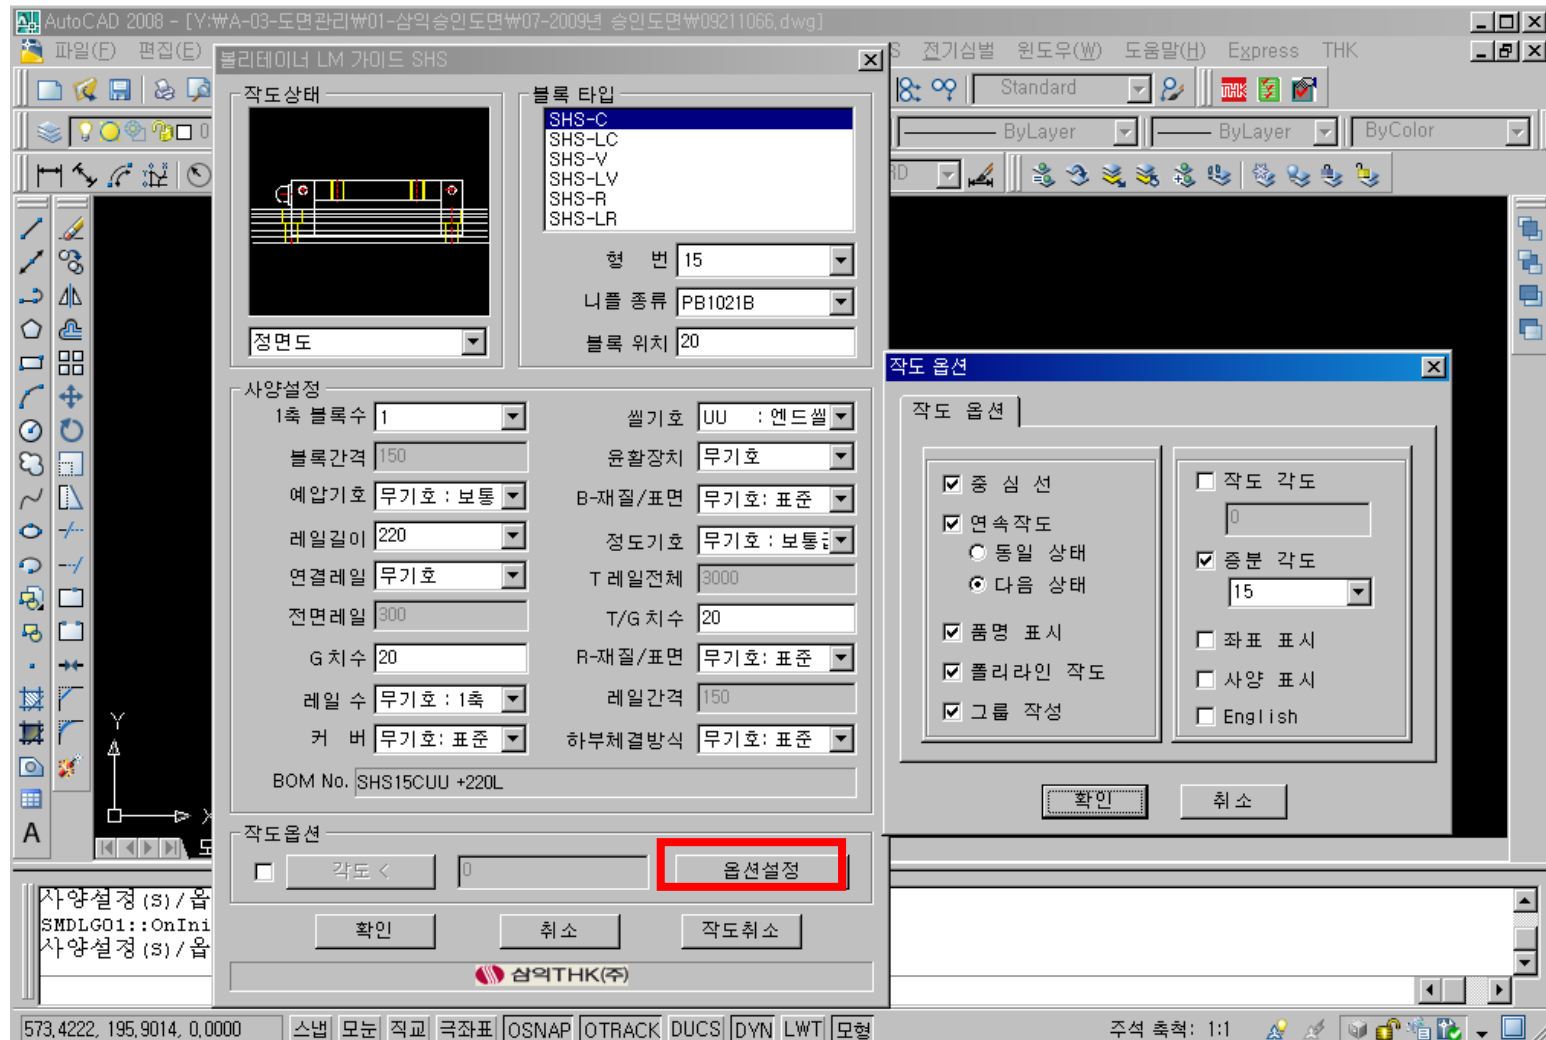 AutoCAD 2008 - [Y:₩A-03-도면관리₩01-삼익승인도면₩07-2009년 승인도면₩09211066.dwg]
파일(F) 편집(E) 전기심벌 윈도우(W) 도움말(H) Express THK
볼리테이너 LM 가이드 SHS
Standard
THK
0
ByLayer ByLayer ByColor
작도상태
정면도
블록 타입
SHS-C
SHS-LC
SHS-V
SHS-LV
SHS-R
SHS-LR
형 번 15
니플 종류 PB1021B
블록 위치 20
사양설정
1축 블록수 1 씰기호 UU : 엔드씰
블록간격 150 윤활장치 무기호
예압기호 무기호 : 보통 B-재질/표면 무기호: 표준
레일길이 220 정도기호 무기호 : 보통급
연결레일 무기호 T 레일전체 3000
전면레일 300 T/G 치수 20
G 치수 20 R-재질/표면 무기호: 표준
레일 수 무기호 : 1축 레일간격 150
커 버 무기호: 표준 하부체결방식 무기호: 표준
BOM No. SHS15CUU +220L
작도옵션
각도 < 0 옵션설정
확인 취소 작도취소
삼익THK(주)
작도 옵션
작도 옵션
중 심 선
연속작도
동일 상태
다음 상태
품명 표시
폴리라인 작도
그룹 작성
작도 각도
0
증분 각도
15
좌표 표시
사양 표시
English
확인 취소
Y
X
A
사양설정(S)/옵
SMDLG01::OnIni
사양설정(S)/옵
573,4222, 195,9014, 0,0000 스냅 모눈 직교 극좌표 OSNAP OTRACK DUCS DYN LWT 모형 주석 축척: 1:1